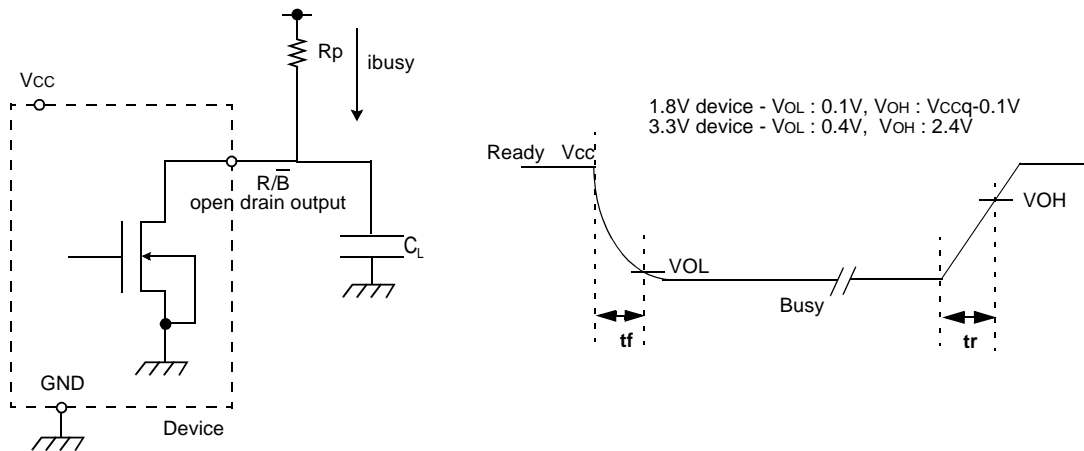 Rp
ibusy
VCC
R/B̅
open drain output
CL
GND
Device
1.8V device - VOL : 0.1V, VOH : VCCq-0.1V
3.3V device - VOL : 0.4V, VOH : 2.4V
Ready Vcc
VOH
VOL
Busy
tf
tr